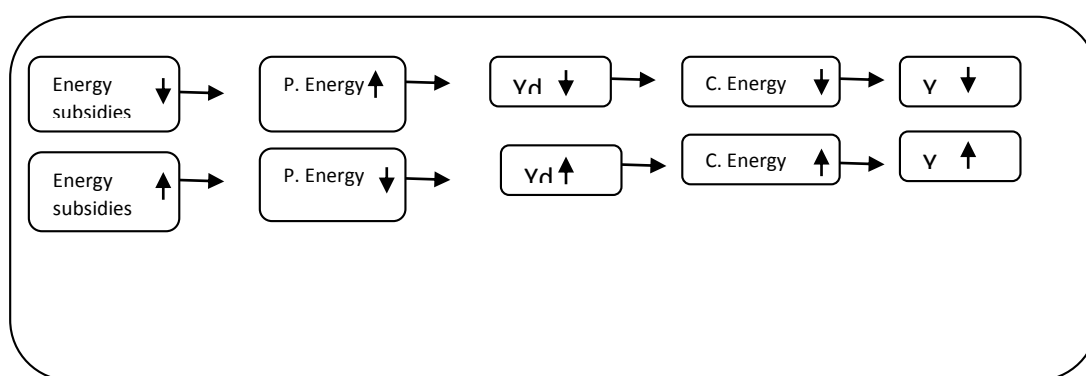 Energy subsidies ↓ → P. Energy ↑ → Yd ↓ → C. Energy ↓ → Y ↓
Energy subsidies ↑ → P. Energy ↓ → Yd ↑ → C. Energy ↑ → Y ↑